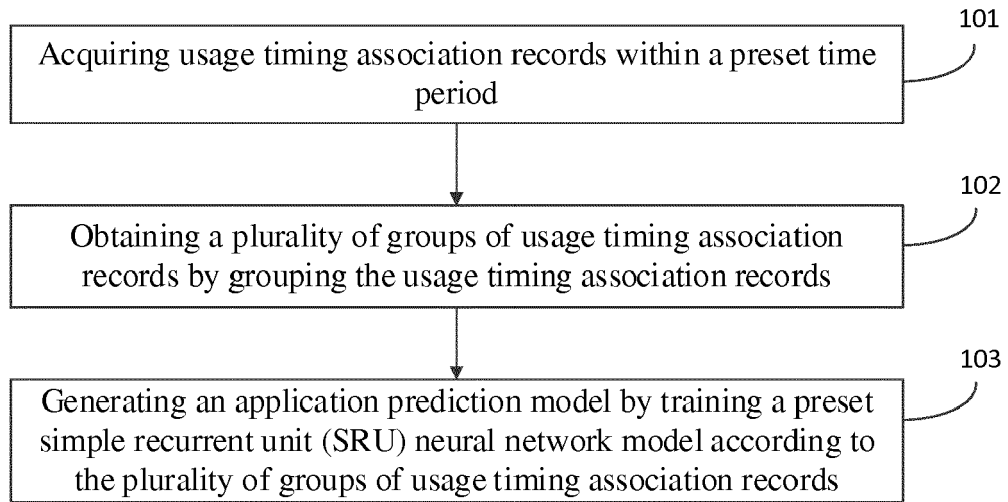 101
Acquiring usage timing association records within a preset time
period
102
Obtaining a plurality of groups of usage timing association
records by grouping the usage timing association records
103
Generating an application prediction model by training a preset
simple recurrent unit (SRU) neural network model according to
the plurality of groups of usage timing association records